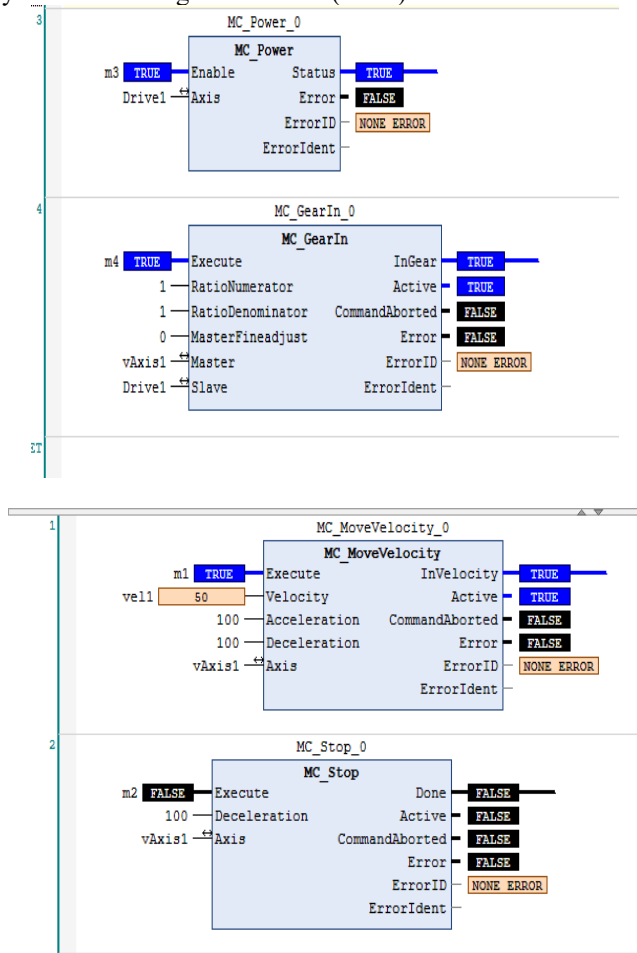 3
MC_Power_0
MC_Power
m3 TRUE Enable Status TRUE
Drive1 Axis Error FALSE
ErrorID NONE ERROR
ErrorIdent
4
MC_GearIn_0
MC_GearIn
m4 TRUE Execute InGear TRUE
1 RatioNumerator Active TRUE
1 RatioDenominator CommandAborted FALSE
0 MasterFineadjust Error FALSE
vAxis1 Master ErrorID NONE ERROR
Drive1 Slave ErrorIdent
ET
1
MC_MoveVelocity_0
MC_MoveVelocity
m1 TRUE Execute InVelocity TRUE
vel1 50 Velocity Active TRUE
100 Acceleration CommandAborted FALSE
100 Deceleration Error FALSE
vAxis1 Axis ErrorID NONE ERROR
ErrorIdent
2
MC_Stop_0
MC_Stop
m2 FALSE Execute Done FALSE
100 Deceleration Active FALSE
vAxis1 Axis CommandAborted FALSE
Error FALSE
ErrorID NONE ERROR
ErrorIdent